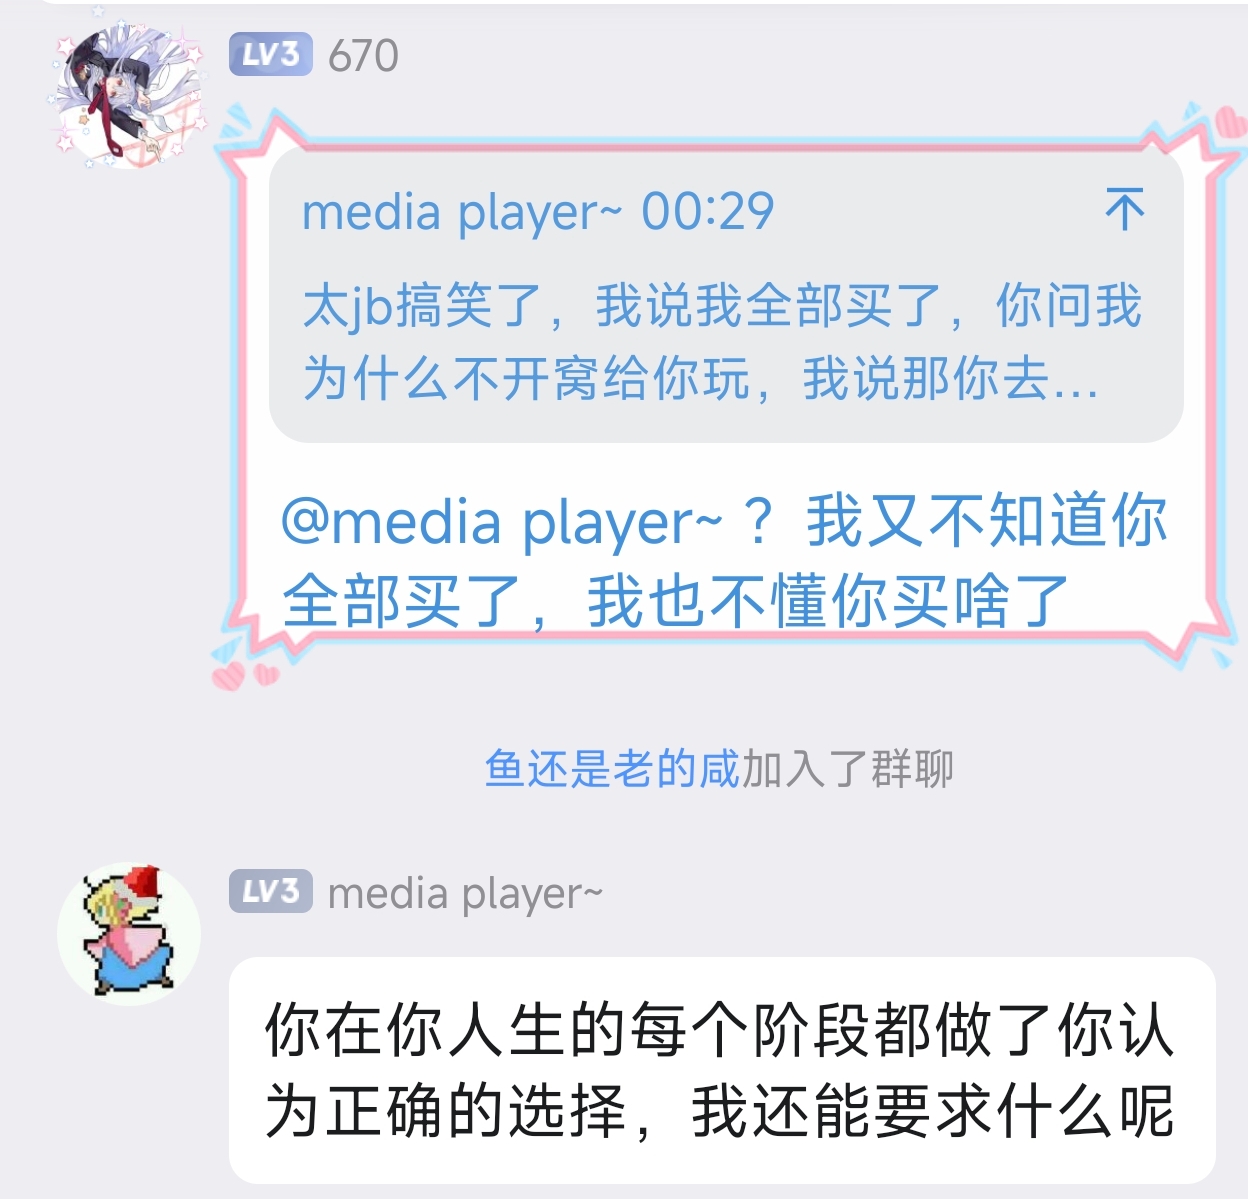 LV3 670
media player~ 00:29
太jb搞笑了，我说我全部买了，你问我
为什么不开窝给你玩，我说那你去...
@media player~ ？我又不知道你
全部买了，我也不懂你买啥了
鱼还是老的咸加入了群聊
LV3 media player~
你在你人生的每个阶段都做了你认
为正确的选择，我还能要求什么呢